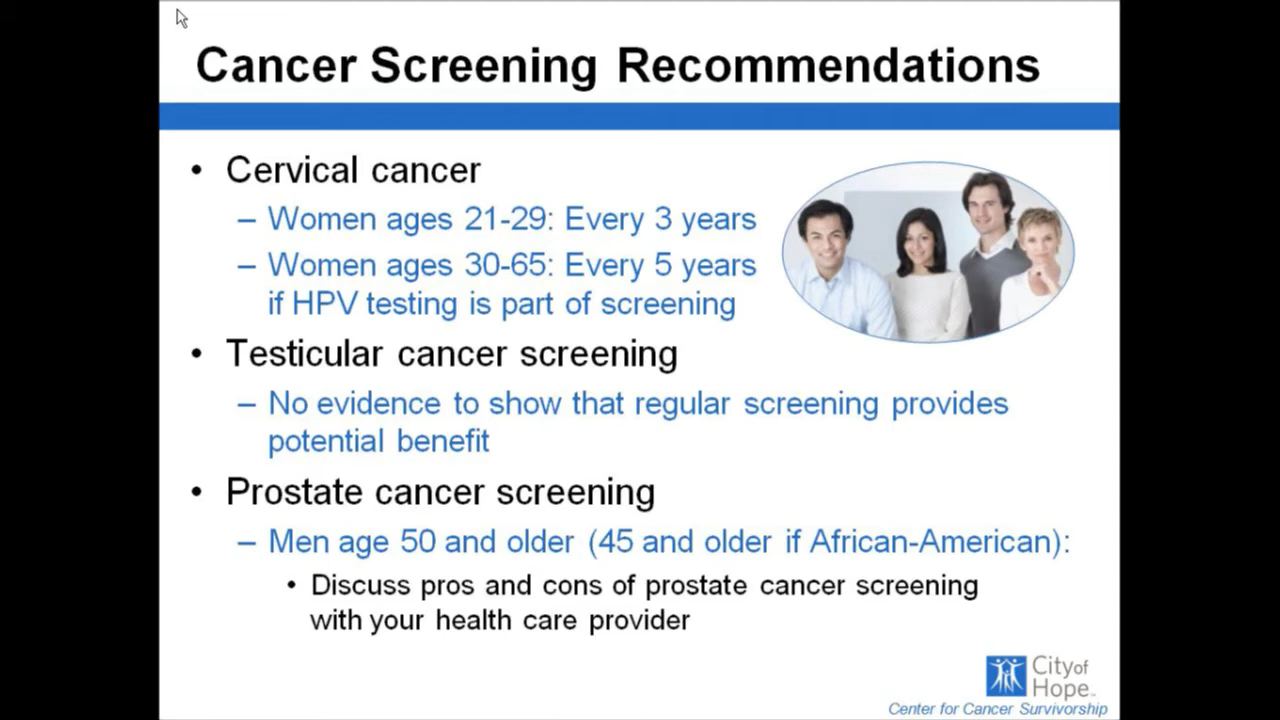 Cancer Screening Recommendations
• Cervical cancer
– Women ages 21-29: Every 3 years
– Women ages 30-65: Every 5 years
if HPV testing is part of screening
• Testicular cancer screening
– No evidence to show that regular screening provides
potential benefit
• Prostate cancer screening
– Men age 50 and older (45 and older if African-American):
• Discuss pros and cons of prostate cancer screening
with your health care provider
City of
Hope™
Center for Cancer Survivorship